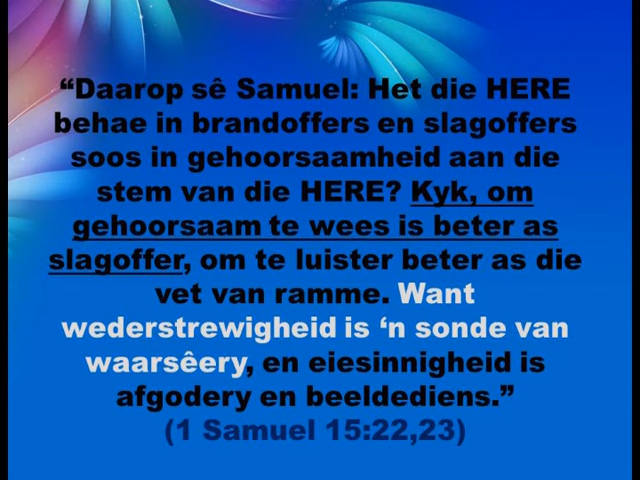 “Daarop sê Samuel: Het die HERE
behae in brandoffers en slagoffers
soos in gehoorsaamheid aan die
stem van die HERE? Kyk, om
gehoorsaam te wees is beter as
slagoffer, om te luister beter as die
vet van ramme. Want
wederstrewigheid is ‘n sonde van
waarsêery, en eiesinnigheid is
afgodery en beeldediens.”
(1 Samuel 15:22,23)